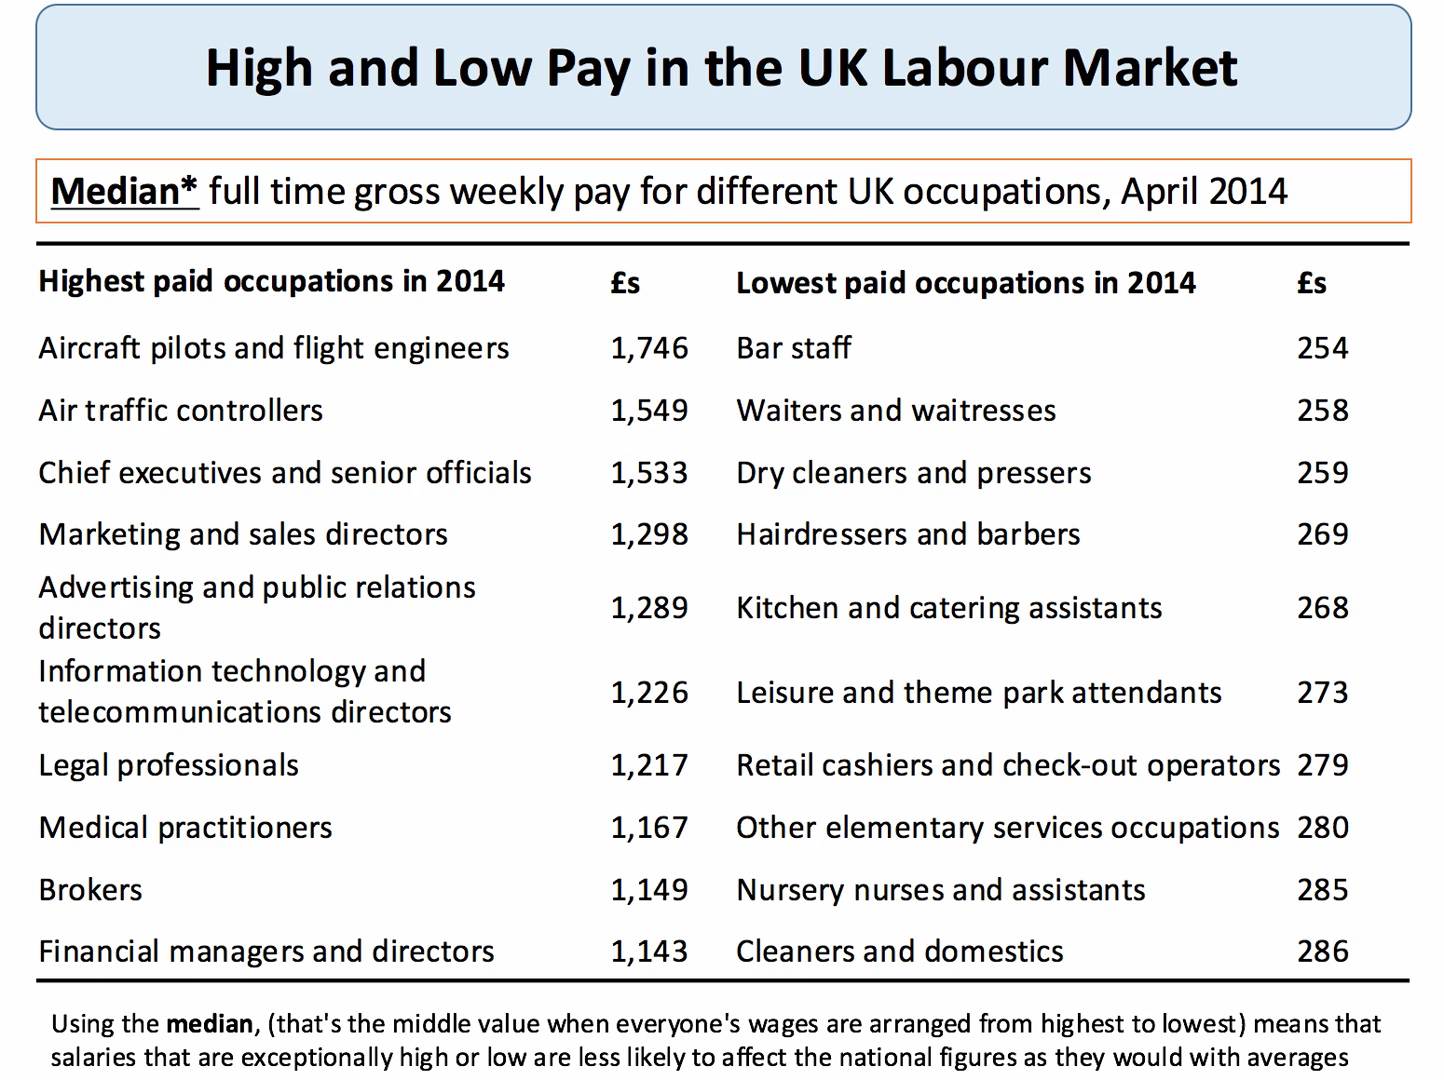 High and Low Pay in the UK Labour Market
Median* full time gross weekly pay for different UK occupations, April 2014
Highest paid occupations in 2014 £s Lowest paid occupations in 2014 £s
Aircraft pilots and flight engineers 1,746 Bar staff 254
Air traffic controllers 1,549 Waiters and waitresses 258
Chief executives and senior officials 1,533 Dry cleaners and pressers 259
Marketing and sales directors 1,298 Hairdressers and barbers 269
Advertising and public relations
directors 1,289 Kitchen and catering assistants 268
Information technology and
telecommunications directors 1,226 Leisure and theme park attendants 273
Legal professionals 1,217 Retail cashiers and check-out operators 279
Medical practitioners 1,167 Other elementary services occupations 280
Brokers 1,149 Nursery nurses and assistants 285
Financial managers and directors 1,143 Cleaners and domestics 286
Using the median, (that's the middle value when everyone's wages are arranged from highest to lowest) means that
salaries that are exceptionally high or low are less likely to affect the national figures as they would with averages